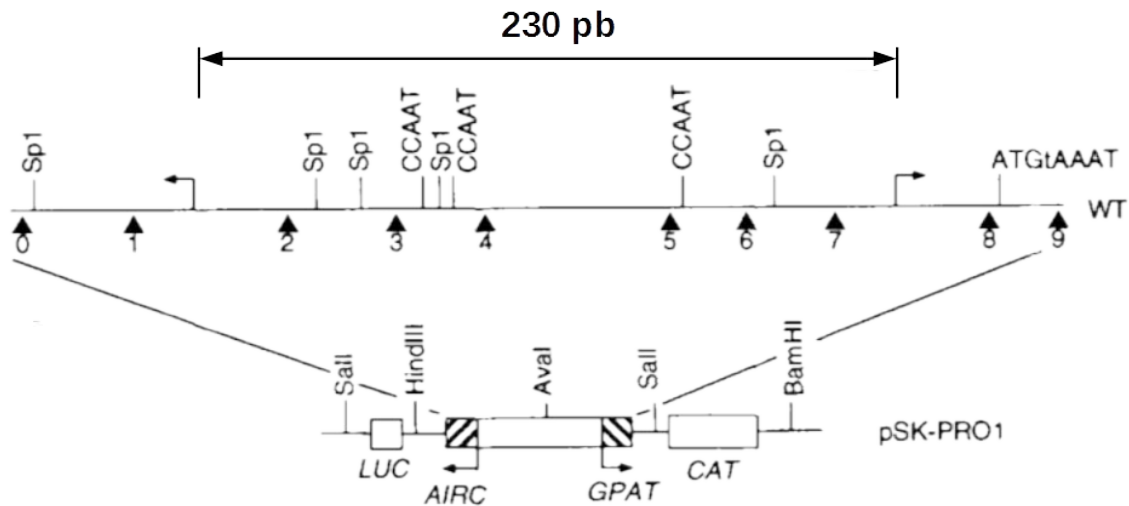 230 pb
Sp1 Sp1 Sp1 CCAAT Sp1 CCAAT CCAAT Sp1 ATGtAAAT
WT
0 1 2 3 4 5 6 7 8 9
SalI HindIII AvaI SalI BamHI
pSK-PRO1
LUC AIRC GPAT CAT